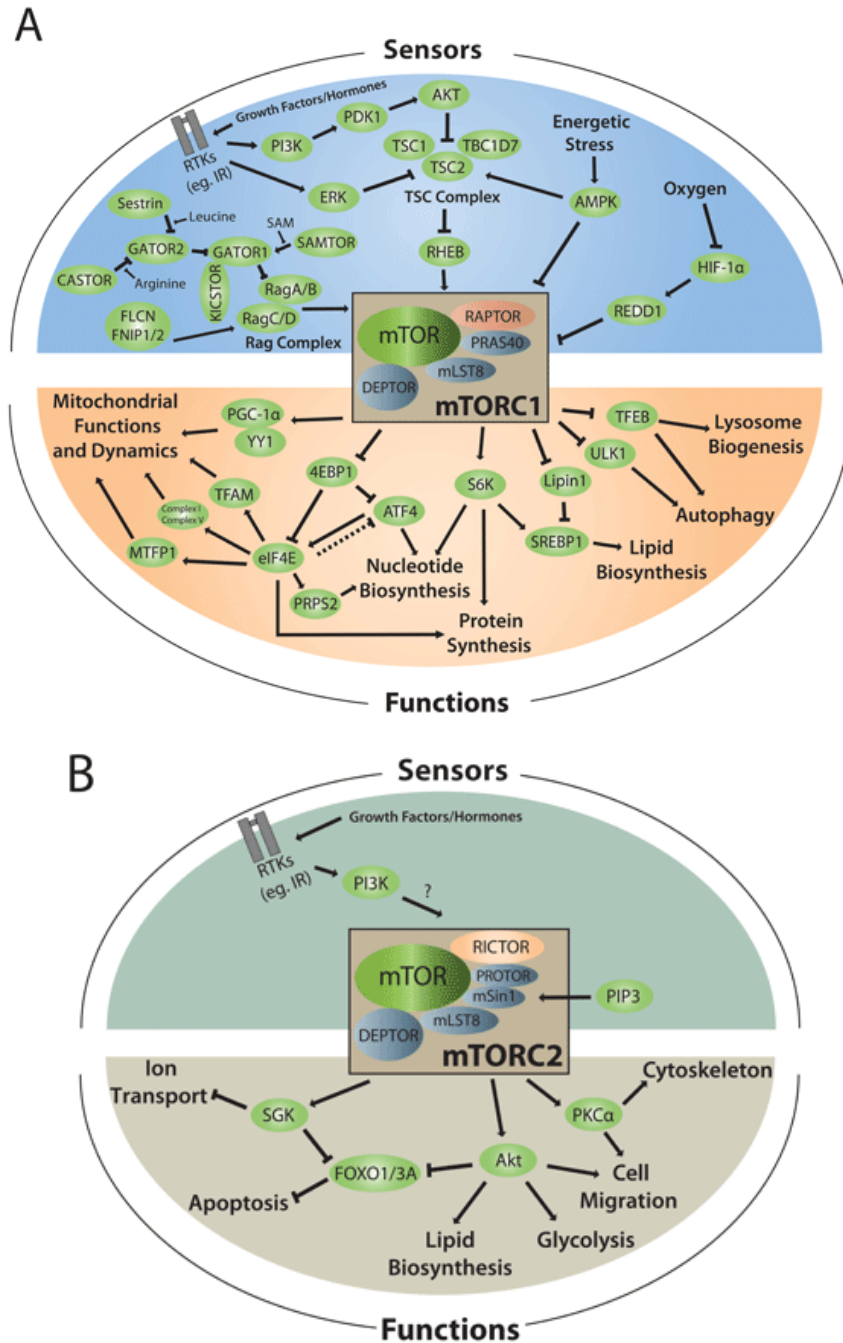 A
Sensors
Growth Factors/Hormones
AKT
PDK1
PI3K
RTKs
(eg. IR)
TSC1
TBC1D7
TSC2
TSC Complex
ERK
Energetic
Stress
AMPK
Oxygen
HIF-1α
REDD1
RHEB
Sestrin
Leucine
SAM
GATOR2
GATOR1
SAMTOR
CASTOR
Arginine
KICSTOR
RagA/B
FLCN
FNIP1/2
RagC/D
Rag Complex
mTOR
RAPTOR
PRAS40
mLST8
DEPTOR
mTORC1
Mitochondrial
Functions
and Dynamics
PGC-1α
YY1
4EBP1
TFAM
Complex I
Complex V
ATF4
MTFP1
eIF4E
PRPS2
Nucleotide
Biosynthesis
S6K
Protein
Synthesis
Lipin1
SREBP1
Lipid
Biosynthesis
TFEB
ULK1
Lysosome
Biogenesis
Autophagy
Functions
B
Sensors
Growth Factors/Hormones
RTKs
(eg. IR)
PI3K
?
RICTOR
mTOR
PROTOR
mSin1
PIP3
mLST8
DEPTOR
mTORC2
Ion
Transport
SGK
PKCα
Cytoskeleton
FOXO1/3A
Akt
Cell
Migration
Apoptosis
Lipid
Biosynthesis
Glycolysis
Functions